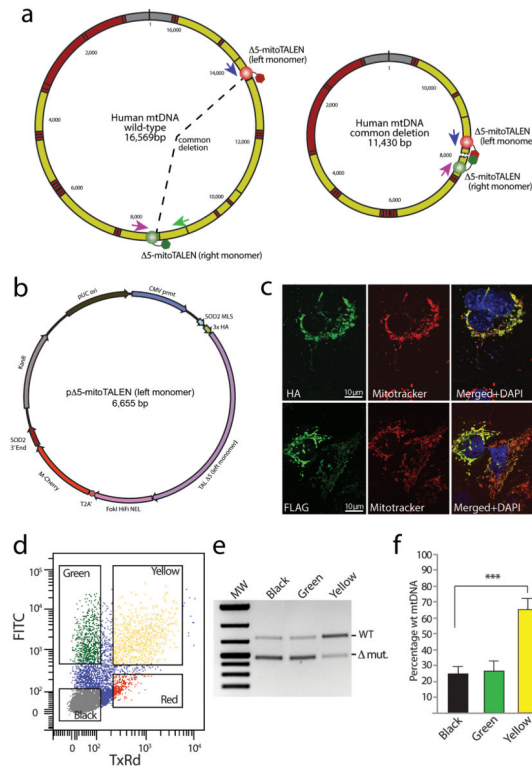 a
1
16,000
2,000
14,000
Δ5-mitoTALEN
(left monomer)
Human mtDNA
wild-type
16,569bp
common
deletion
4,000
12,000
6,000
8,000
10,000
Δ5-mitoTALEN (right monomer)
1
2,000
10,000
Human mtDNA
common deletion
11,430 bp
Δ5-mitoTALEN
(left monomer)
8,000
Δ5-mitoTALEN
(right monomer)
4,000
6,000
b
pUC ori
CMV prmt
SOD2 MLS
3x HA
KanR
pΔ5-mitoTALEN (left monomer)
6,655 bp
SOD2
3' End
M-Cherry
T2A'
FokI HiFi NEL
TAL Δ5 (left monomer)
c
HA
10µm
Mitotracker
Merged+DAPI
FLAG
10µm
Mitotracker
Merged+DAPI
d
Green
Yellow
Black
Red
FITC
10⁵
10⁴
10³
10²
0
0
10²
10³
10⁴
TxRd
e
MW
Black
Green
Yellow
WT
Δ mut.
f
Percentage wt mtDNA
100
90
80
70
60
50
40
30
20
10
***
Black
Green
Yellow